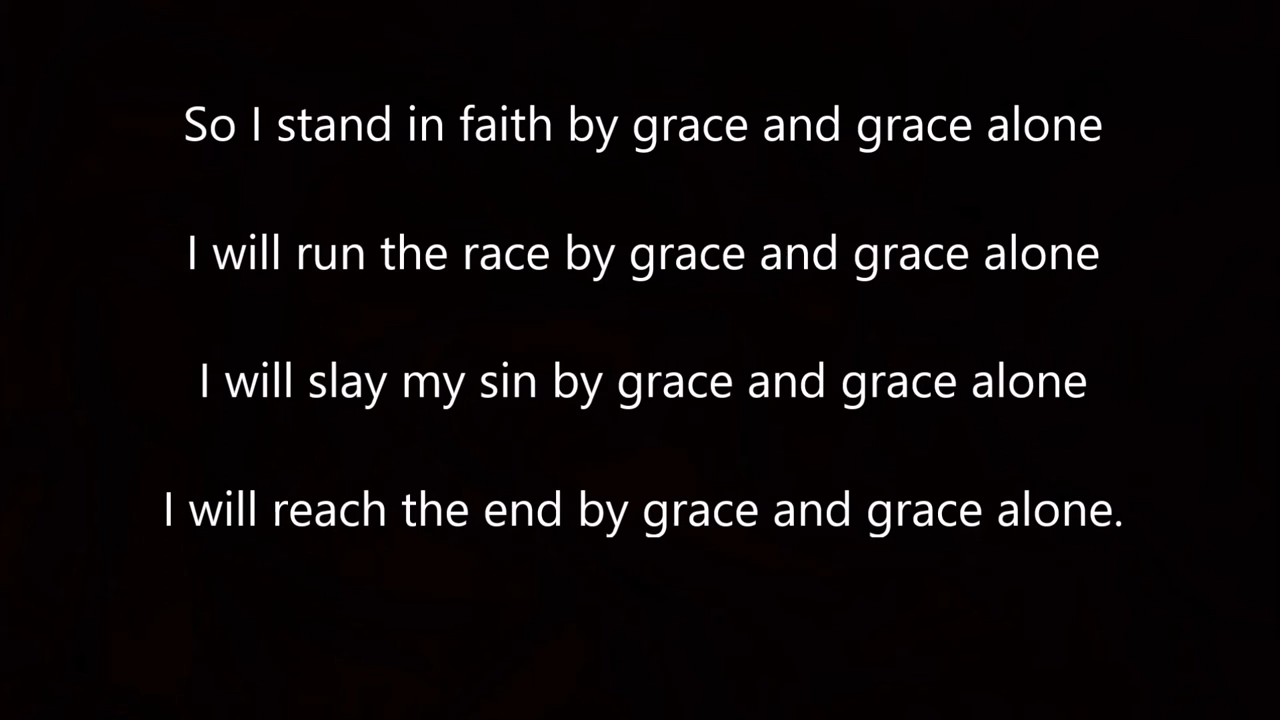 So I stand in faith by grace and grace alone
I will run the race by grace and grace alone
I will slay my sin by grace and grace alone
I will reach the end by grace and grace alone.